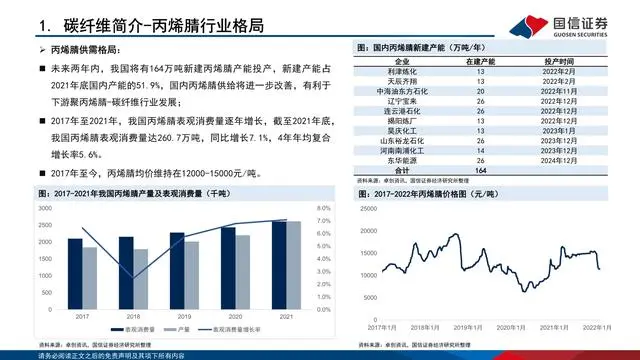 1. 碳纤维简介-丙烯腈行业格局
国信证券
GUOSEN SECURITIES
丙烯腈供需格局：
未来两年内，我国将有164万吨新建丙烯腈产能投产，新建产能占
2021年底国内产能的51.9%，国内丙烯腈供给将进一步改善，有利于
下游聚丙烯腈-碳纤维行业发展；
2017年至2021年，我国丙烯腈表观消费量逐年增长，截至2021年底，
我国丙烯腈表观消费量达260.7万吨，同比增长7.1%，4年年均复合
增长率5.6%。
2017年至今，丙烯腈均价维持在12000-15000元/吨。
图：国内丙烯腈新建产能（万吨/年）
企业 在建产能 投产时间
利津炼化 13 2022年2月
天辰齐翔 13 2022年2月
中海油东方石化 20 2022年11月
辽宁宝来 26 2022年12月
连云港石化 26 2022年12月
揭阳炼厂 13 2022年12月
吴庆化工 13 2023年1月
山东裕龙石化 26 2023年12月
河南南浦化工 14 2023年12月
东华能源 26 2024年12月
合计 164
资料来源：卓创资讯，国信证券经济研究所整理
图：2017-2021年我国丙烯腈产量及表观消费量（千吨）
3000
2500
2000
1500
1000
500
0
8.0%
7.0%
6.0%
5.0%
4.0%
3.0%
2.0%
1.0%
0.0%
2017 2018 2019 2020 2021
表观消费量 产量 表观消费量增长率
资料来源：卓创资讯，国信证券经济研究所整理
图：2017-2022年丙烯腈价格图（元/吨）
25000
20000
15000
10000
5000
0
2017年1月 2018年1月 2019年1月 2020年1月 2021年1月 2022年1月
资料来源：卓创资讯，国信证券经济研究所整理
请务必阅读正文之后的免责声明及其项下所有内容